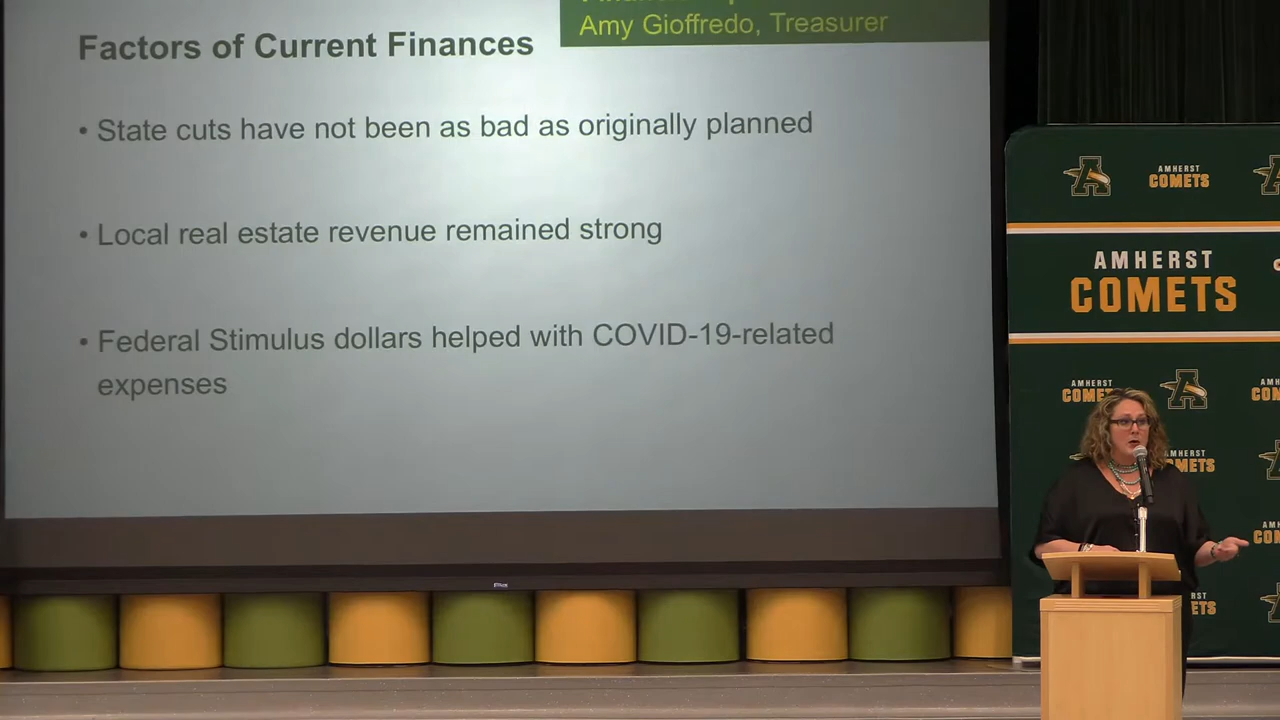 Amy Gioffredo, Treasurer
Factors of Current Finances
• State cuts have not been as bad as originally planned
• Local real estate revenue remained strong
• Federal Stimulus dollars helped with COVID-19-related
expenses
A
AMHERST
COMETS
AMHERST
COMETS
AMHERST
A
COMETS